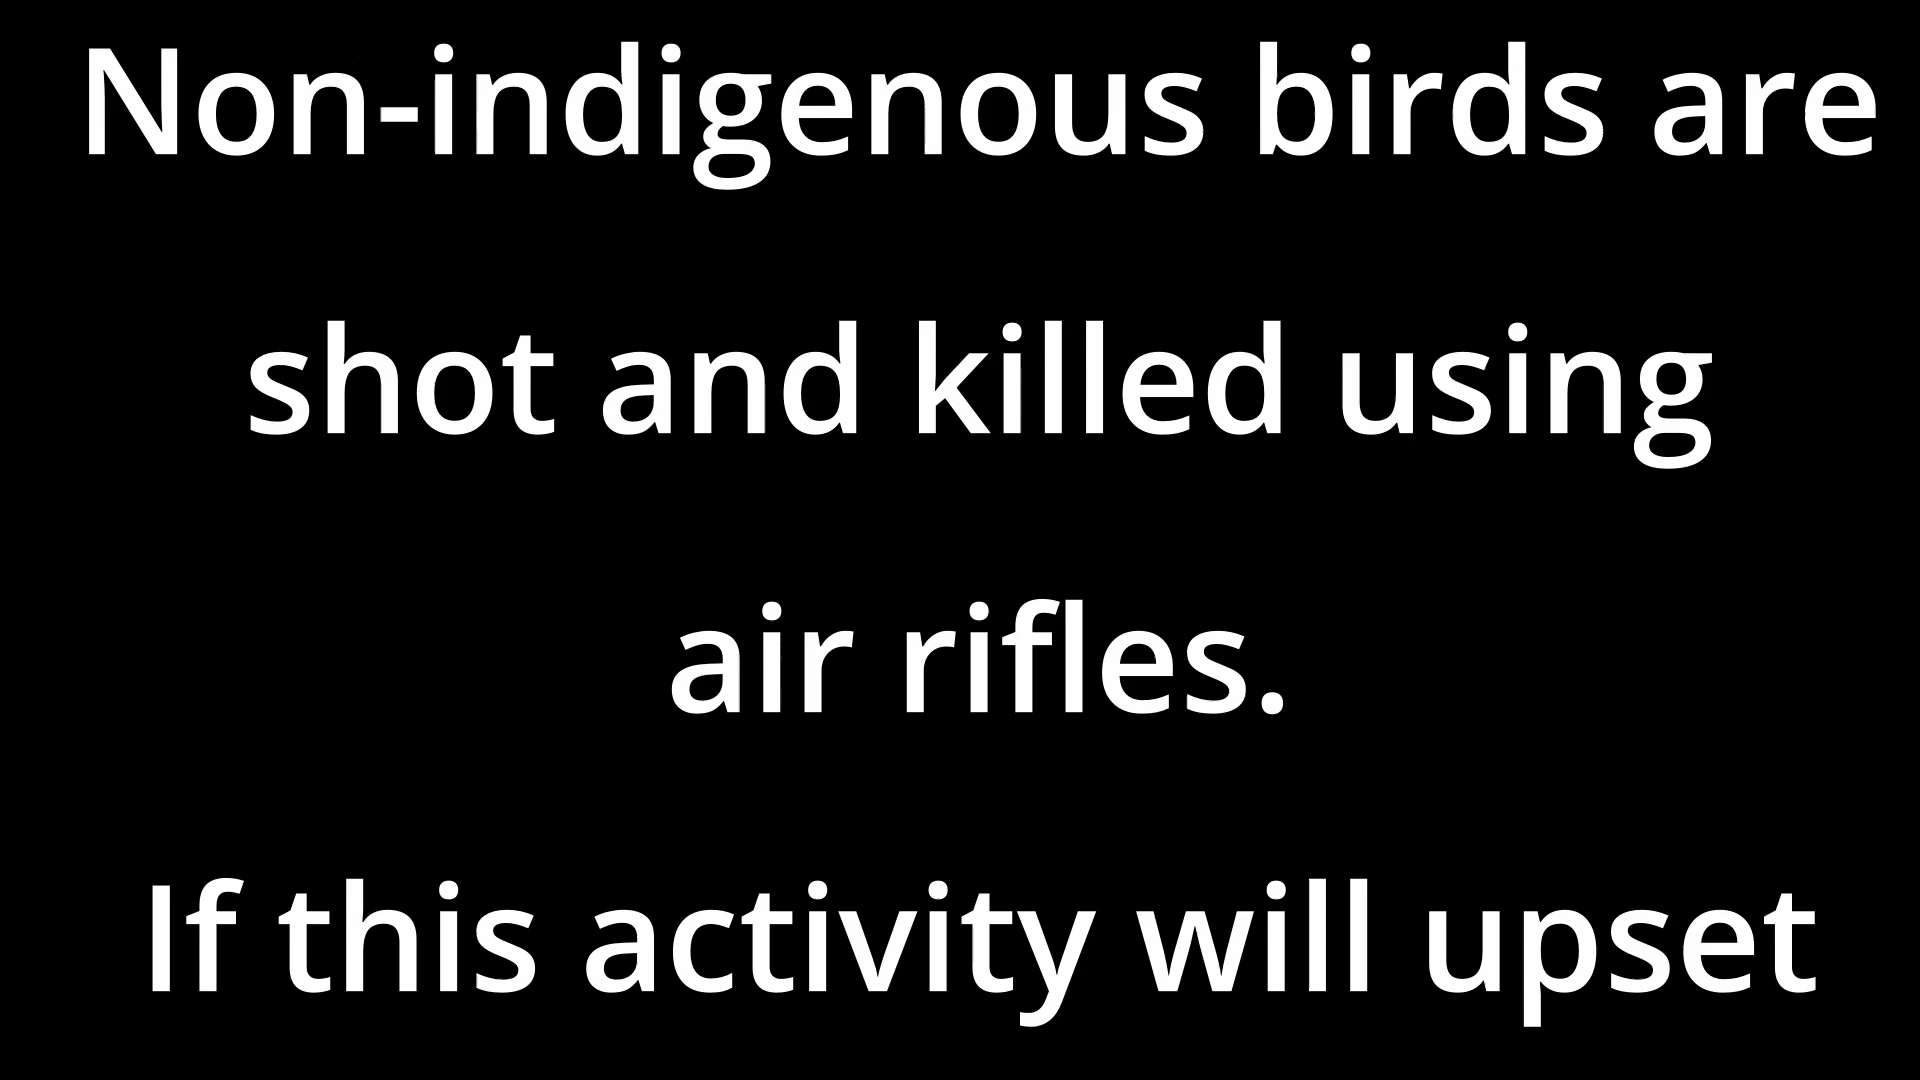 Non-indigenous birds are
shot and killed using
air rifles.
If this activity will upset